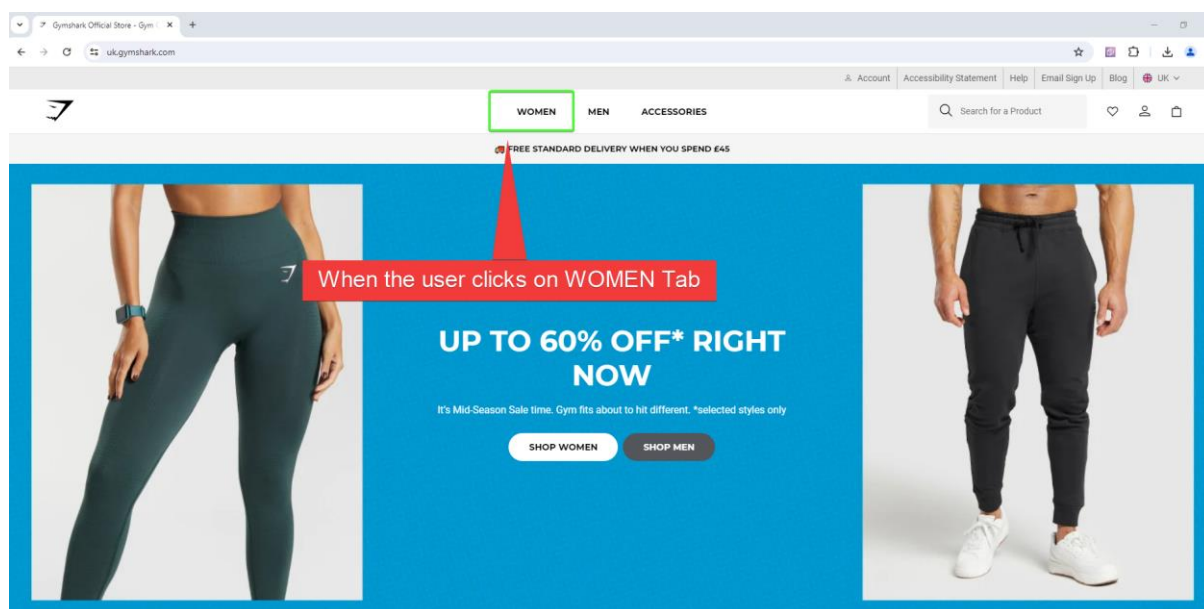 Gymshark Official Store - Gym
uk.gymshark.com
Account Accessibility Statement Help Email Sign Up Blog UK
WOMEN MEN ACCESSORIES Search for a Product
FREE STANDARD DELIVERY WHEN YOU SPEND £45
When the user clicks on WOMEN Tab
UP TO 60% OFF* RIGHT
NOW
It's Mid-Season Sale time. Gym fits about to hit different. *selected styles only
SHOP WOMEN SHOP MEN